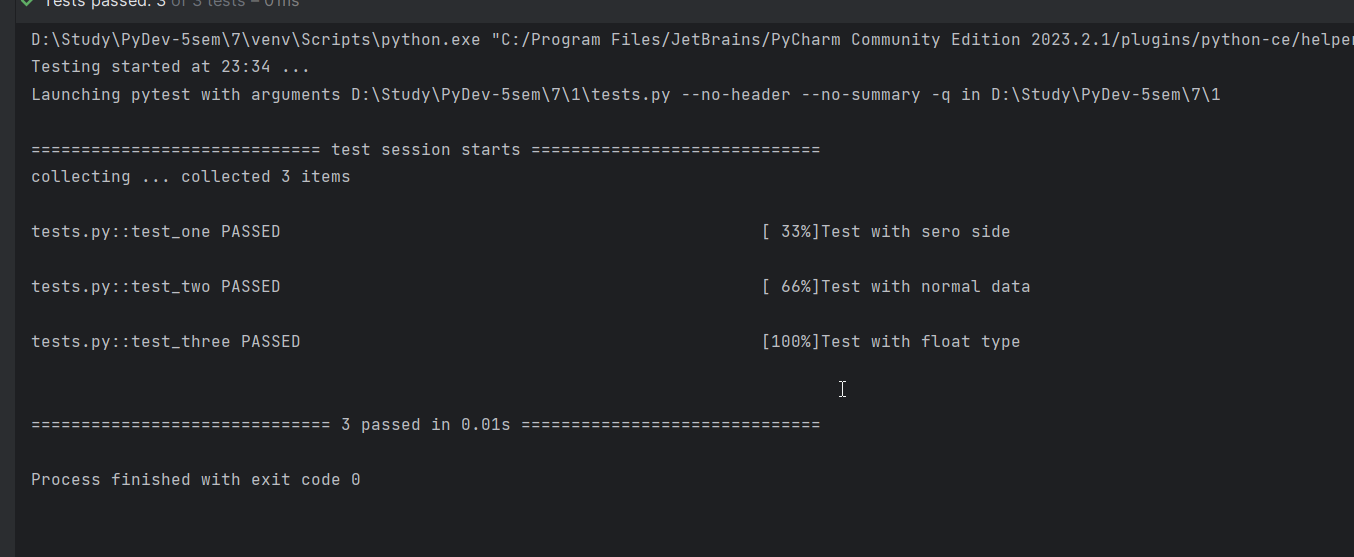 Tests passed: 3 of 3 tests – 0 ms
D:\Study\PyDev-5sem\7\venv\Scripts\python.exe "C:/Program Files/JetBrains/PyCharm Community Edition 2023.2.1/plugins/python-ce/helper
Testing started at 23:34 ...
Launching pytest with arguments D:\Study\PyDev-5sem\7\1\tests.py --no-header --no-summary -q in D:\Study\PyDev-5sem\7\1
============================= test session starts =============================
collecting ... collected 3 items
tests.py::test_one PASSED [ 33%]Test with sero side
tests.py::test_two PASSED [ 66%]Test with normal data
tests.py::test_three PASSED [100%]Test with float type
============================== 3 passed in 0.01s ==============================
Process finished with exit code 0